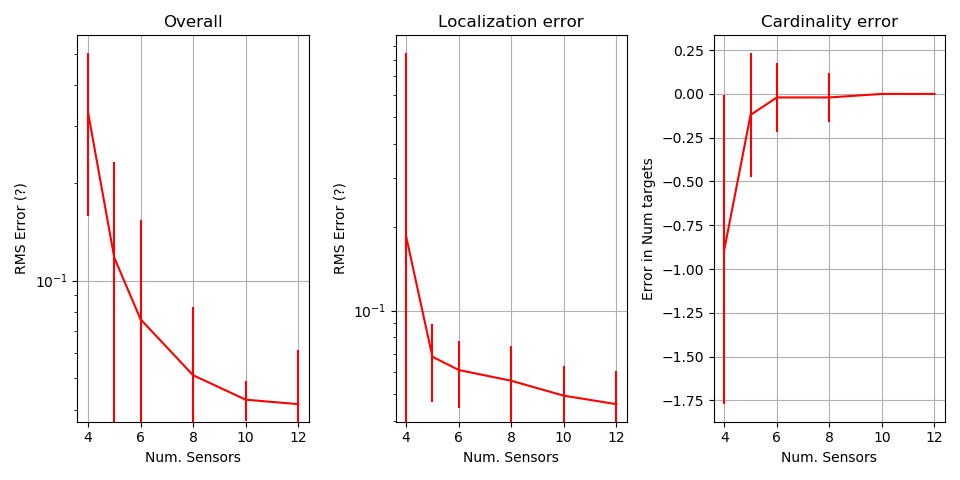 Overall
RMS Error (?)
10⁻¹
4 6 8 10 12
Num. Sensors
Localization error
RMS Error (?)
10⁻¹
4 6 8 10 12
Num. Sensors
Cardinality error
Error in Num targets
0.25
0.00
−0.25
−0.50
−0.75
−1.00
−1.25
−1.50
−1.75
4 6 8 10 12
Num. Sensors